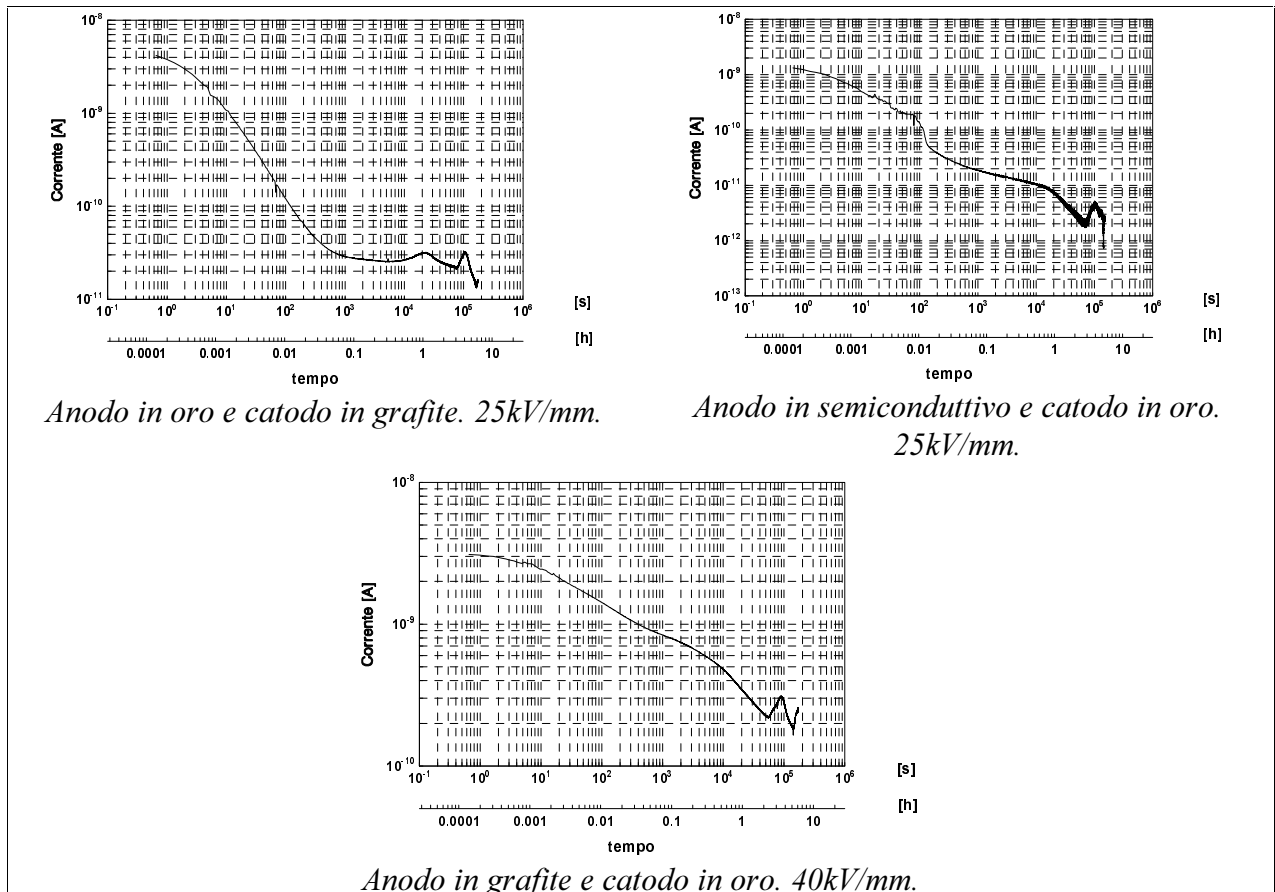 10⁻⁸
10⁻⁹
10⁻¹⁰
10⁻¹¹
Corrente [A]
10⁻¹ 10⁰ 10¹ 10² 10³ 10⁴ 10⁵ 10⁶ [s]
[h]
0.0001 0.001 0.01 0.1 1 10
tempo
Anodo in oro e catodo in grafite. 25kV/mm.
10⁻⁸
10⁻⁹
10⁻¹⁰
10⁻¹¹
10⁻¹²
10⁻¹³
Corrente [A]
10⁻¹ 10⁰ 10¹ 10² 10³ 10⁴ 10⁵ 10⁶ [s]
[h]
0.0001 0.001 0.01 0.1 1 10
tempo
Anodo in semiconduttivo e catodo in oro.
25kV/mm.
10⁻⁸
10⁻⁹
10⁻¹⁰
Corrente [A]
10⁻¹ 10⁰ 10¹ 10² 10³ 10⁴ 10⁵ 10⁶ [s]
[h]
0.0001 0.001 0.01 0.1 1 10
tempo
Anodo in grafite e catodo in oro. 40kV/mm.